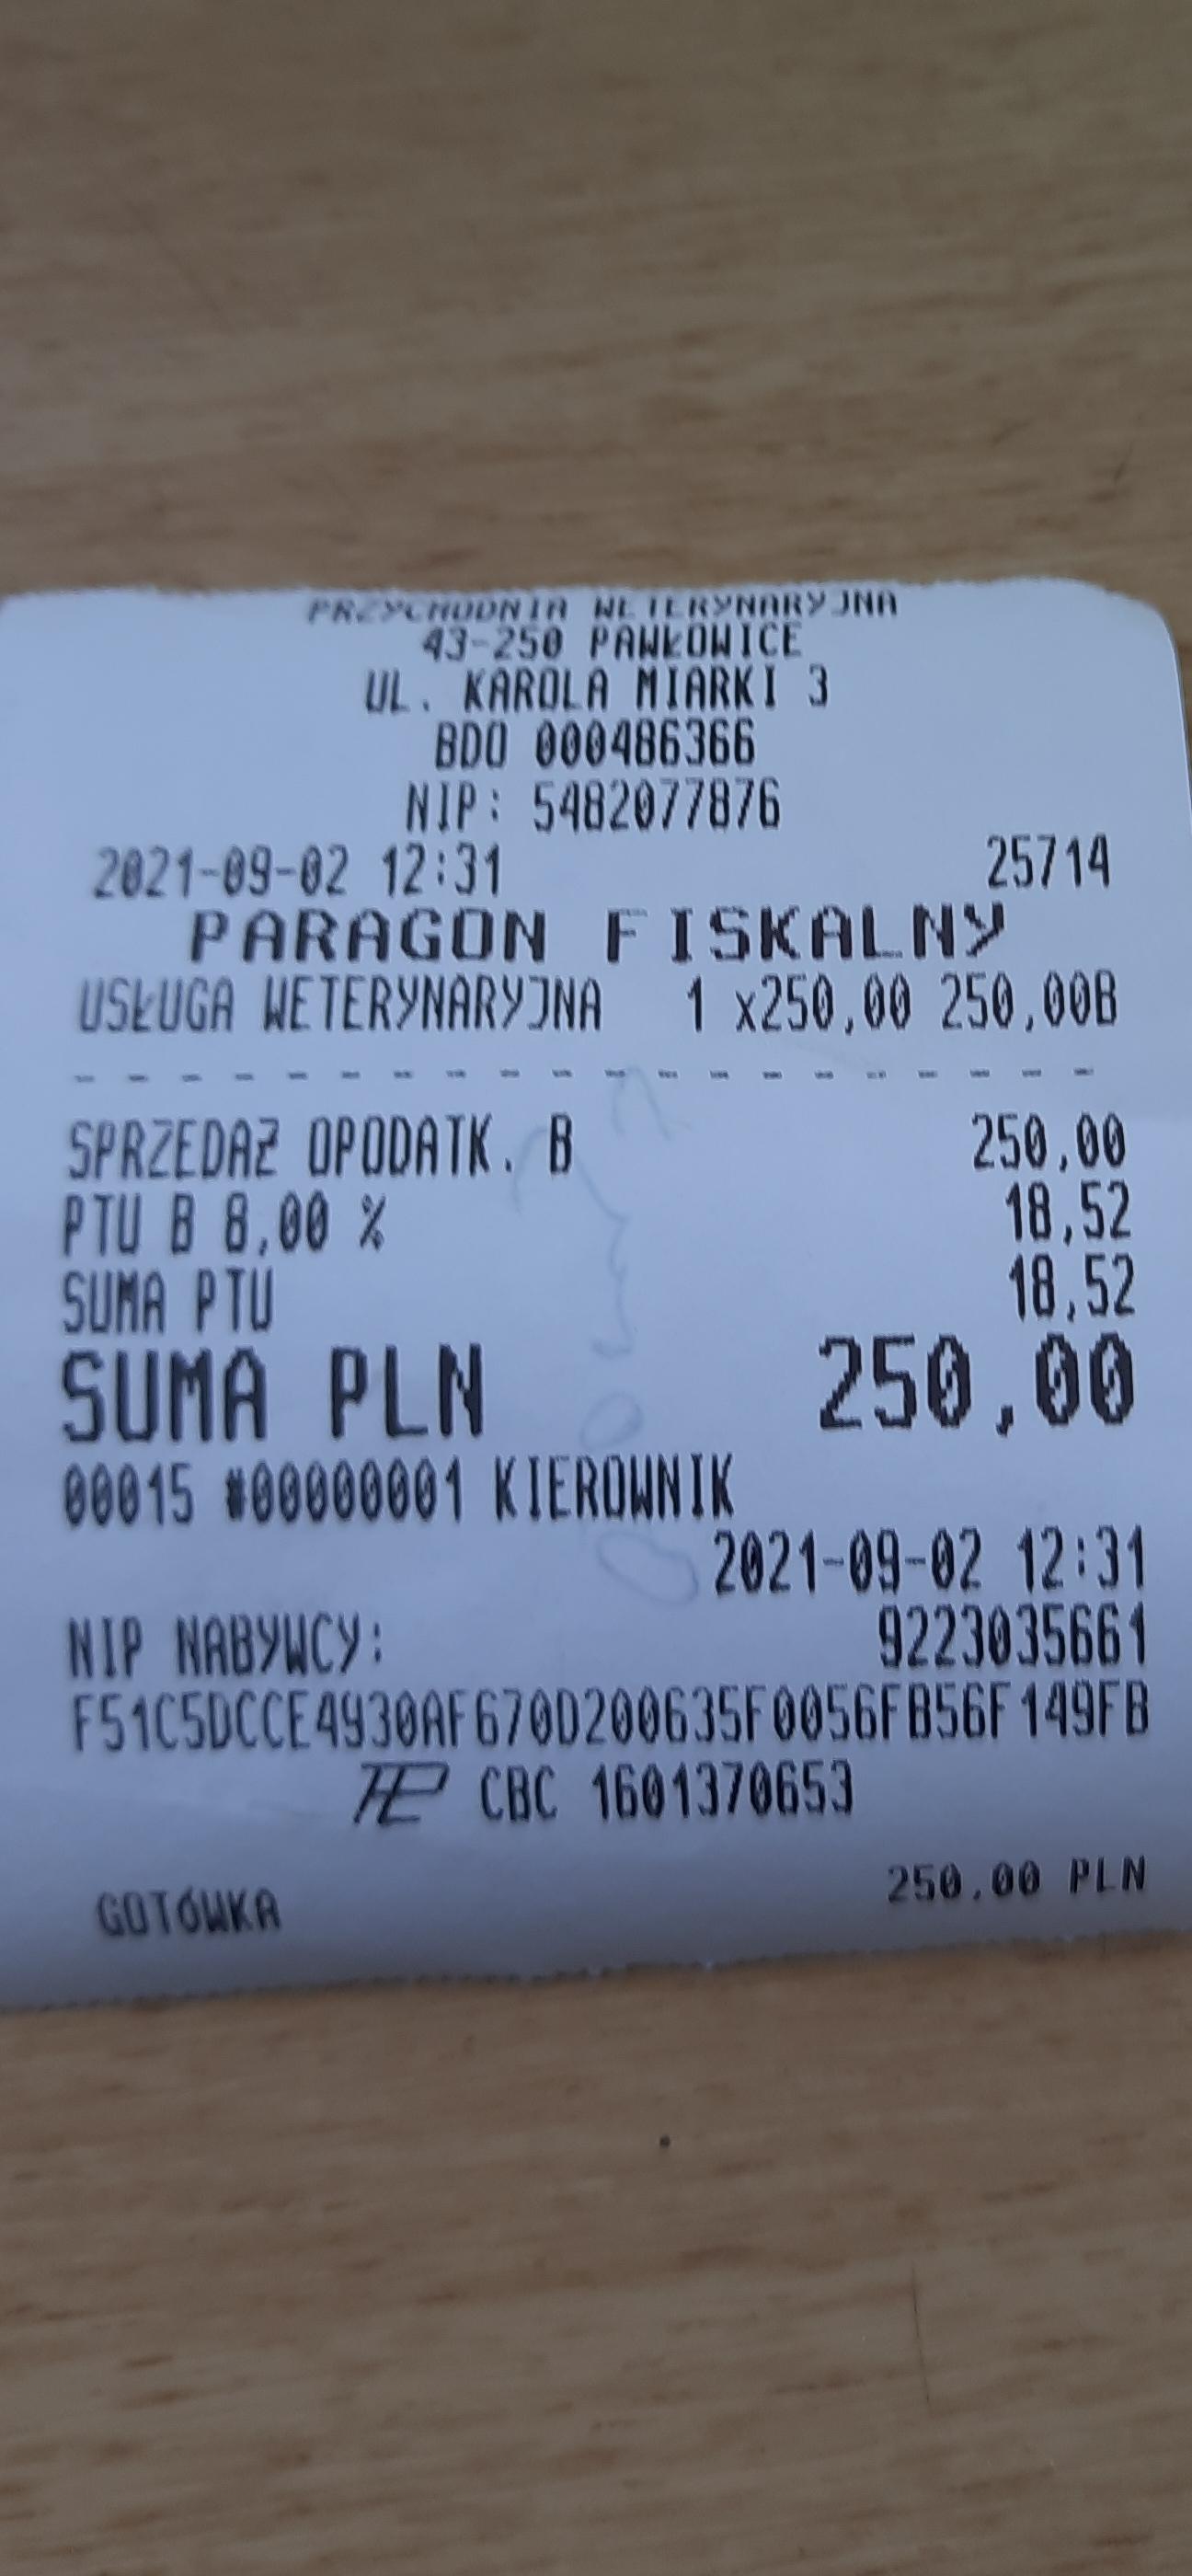 PRZYCHODNIA WETERYNARYJNA
43-250 PAWŁOWICE
UL. KAROLA MIARKI 3
BDO 000486366
NIP: 5482077876
2021-09-02 12:31 25714
PARAGON FISKALNY
USŁUGA WETERYNARYJNA 1 x250,00 250,00B
SPRZEDAŻ OPODATK. B 250,00
PTU B 8,00 % 18,52
SUMA PTU 18,52
SUMA PLN 250,00
00015 #00000001 KIEROWNIK
2021-09-02 12:31
NIP NABYWCY: 9223035661
F51C5DCCE4930AF670D200635F0056FB56F149FB
CBC 1601370653
GOTÓWKA 250,00 PLN